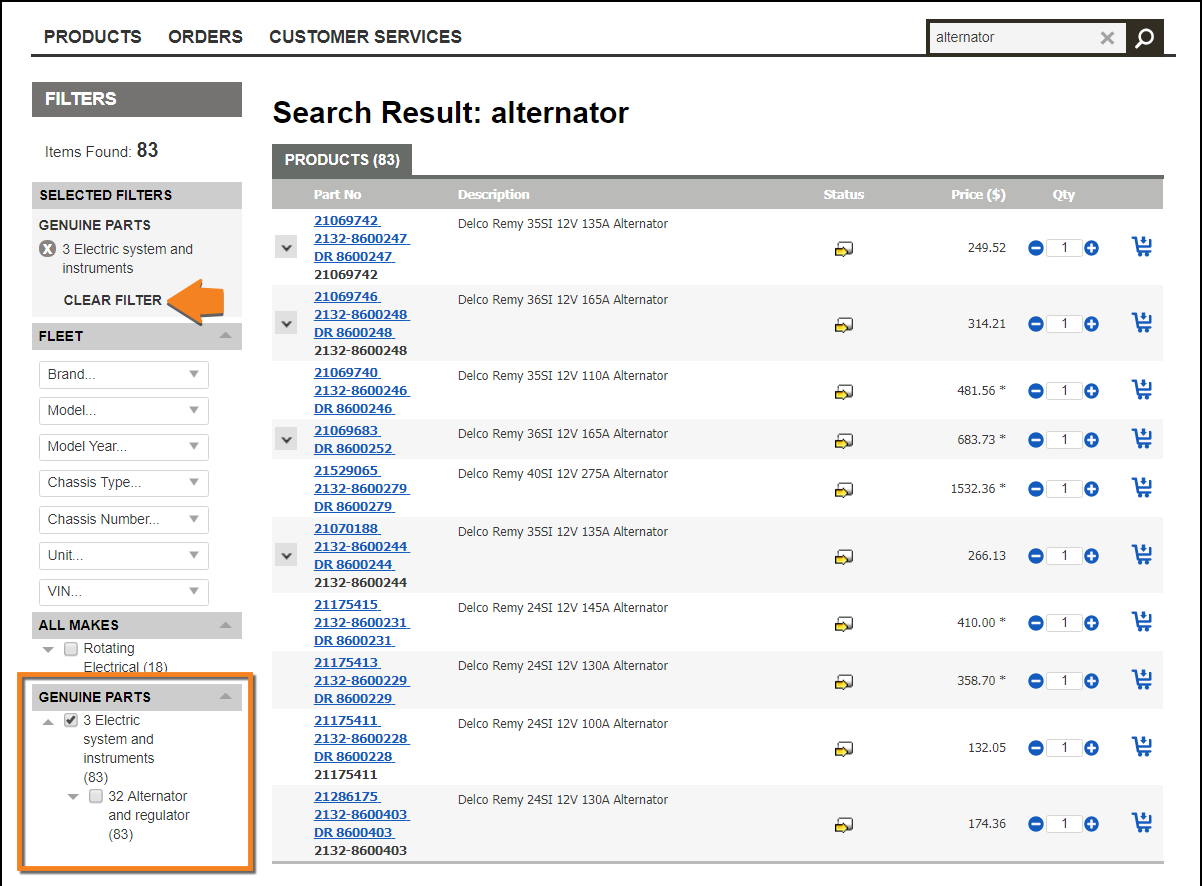 PRODUCTS ORDERS CUSTOMER SERVICES
alternator
FILTERS
Items Found: 83
SELECTED FILTERS
GENUINE PARTS
3 Electric system and
instruments
CLEAR FILTER
FLEET
Brand...
Model...
Model Year...
Chassis Type...
Chassis Number...
Unit...
VIN...
ALL MAKES
Rotating
Electrical (18)
GENUINE PARTS
3 Electric
system and
instruments
(83)
32 Alternator
and regulator
(83)
Search Result: alternator
PRODUCTS (83)
Part No Description Status Price ($) Qty
21069742 Delco Remy 35SI 12V 135A Alternator
2132-8600247
249.52 1
DR 8600247
21069742
21069746 Delco Remy 36SI 12V 165A Alternator
2132-8600248
314.21 1
DR 8600248
2132-8600248
21069740 Delco Remy 35SI 12V 110A Alternator
2132-8600246 481.56 * 1
DR 8600246
21069683 Delco Remy 36SI 12V 165A Alternator
683.73 * 1
DR 8600252
21529065 Delco Remy 40SI 12V 275A Alternator
2132-8600279 1532.36 * 1
DR 8600279
21070188 Delco Remy 35SI 12V 135A Alternator
2132-8600244
266.13 1
DR 8600244
2132-8600244
21175415 Delco Remy 24SI 12V 145A Alternator
2132-8600231 410.00 * 1
DR 8600231
21175413 Delco Remy 24SI 12V 130A Alternator
2132-8600229 358.70 * 1
DR 8600229
21175411 Delco Remy 24SI 12V 100A Alternator
2132-8600228
132.05 1
DR 8600228
21175411
21286175 Delco Remy 24SI 12V 130A Alternator
2132-8600403
174.36 1
DR 8600403
2132-8600403